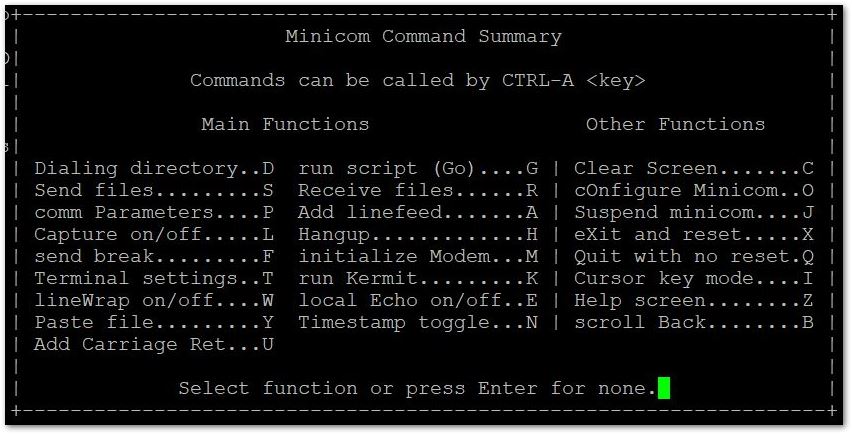 Minicom Command Summary
Commands can be called by CTRL-A <key>
Main Functions Other Functions
Dialing directory..D run script (Go)....G | Clear Screen.......C
Send files.........S Receive files......R | cOnfigure Minicom..O
comm Parameters....P Add linefeed.......A | Suspend minicom....J
Capture on/off.....L Hangup.............H | eXit and reset.....X
send break.........F initialize Modem...M | Quit with no reset.Q
Terminal settings..T run Kermit.........K | Cursor key mode....I
lineWrap on/off....W local Echo on/off..E | Help screen........Z
Paste file.........Y Timestamp toggle...N | scroll Back........B
Add Carriage Ret...U
Select function or press Enter for none.